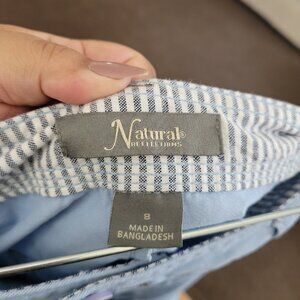 Natural®
REFLECTIONS
8
MADE IN
BANGLADESH